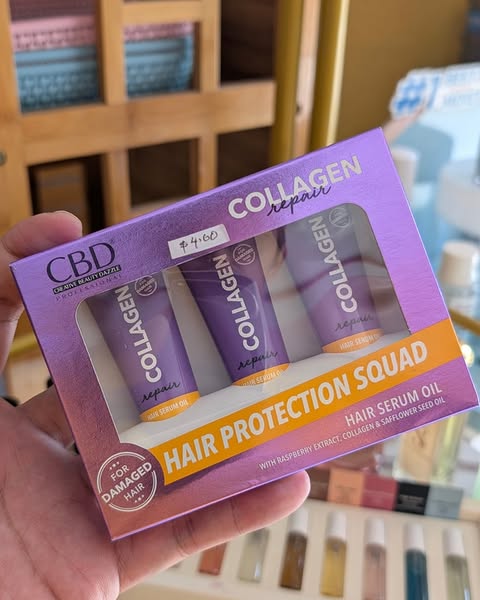 COLLAGEN
repair
$4.60
CBD
CREATIVE BEAUTY DAZZLE
PROFESSIONAL
COLLAGEN
repair
HAIR SERUM OIL
COLLAGEN
repair
HAIR SERUM OIL
COLLAGEN
repair
HAIR SERUM OIL
HAIR PROTECTION SQUAD
HAIR SERUM OIL
WITH RASPBERRY EXTRACT, COLLAGEN & SAFFLOWER SEED OIL
FOR
DAMAGED
HAIR